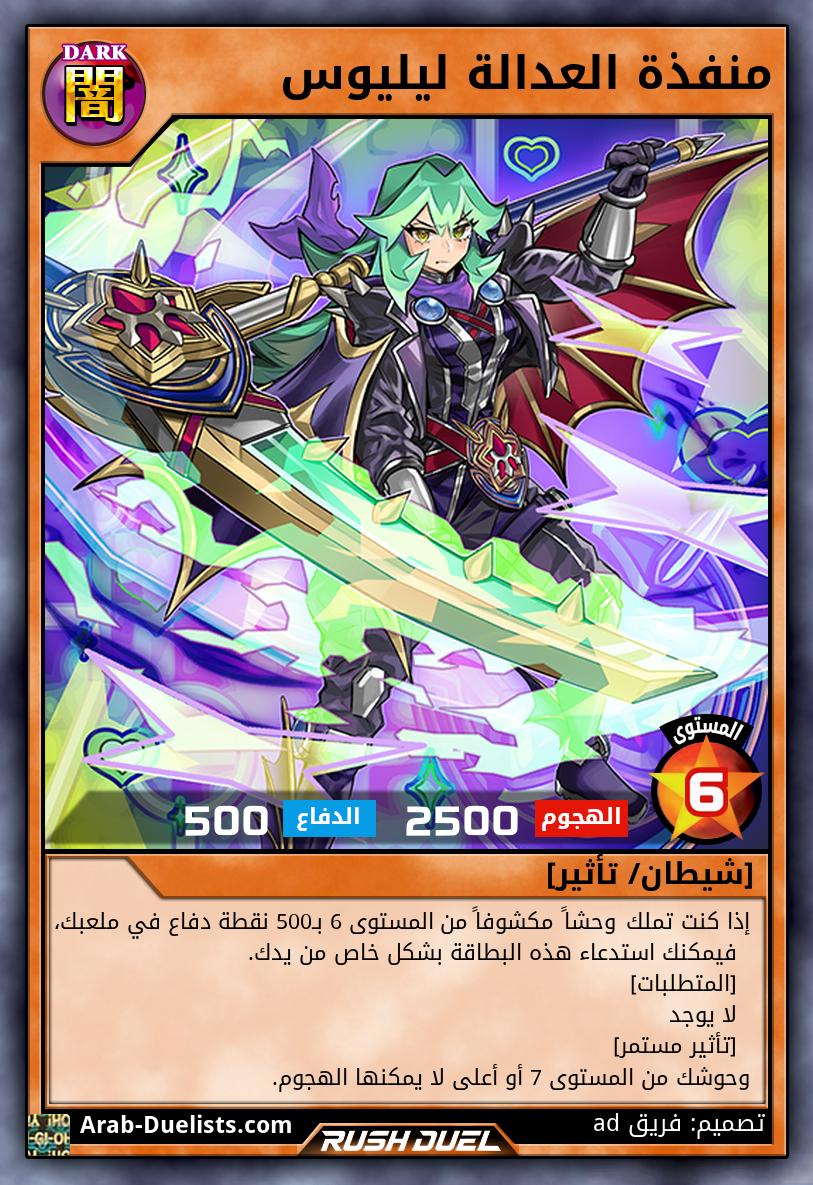 DARK
闇
منفذة العدالة ليليوس
المستوى
6
الهجوم 2500 الدفاع 500
[شيطان/ تأثير]
إذا كنت تملك وحشاً مكشوفاً من المستوى 6 بـ500 نقطة دفاع في ملعبك،
فيمكنك استدعاء هذه البطاقة بشكل خاص من يدك.
[المتطلبات]
لا يوجد
[تأثير مستمر]
وحوشك من المستوى 7 أو أعلى لا يمكنها الهجوم.
تصميم: فريق ad
RUSH DUEL
Arab-Duelists.com